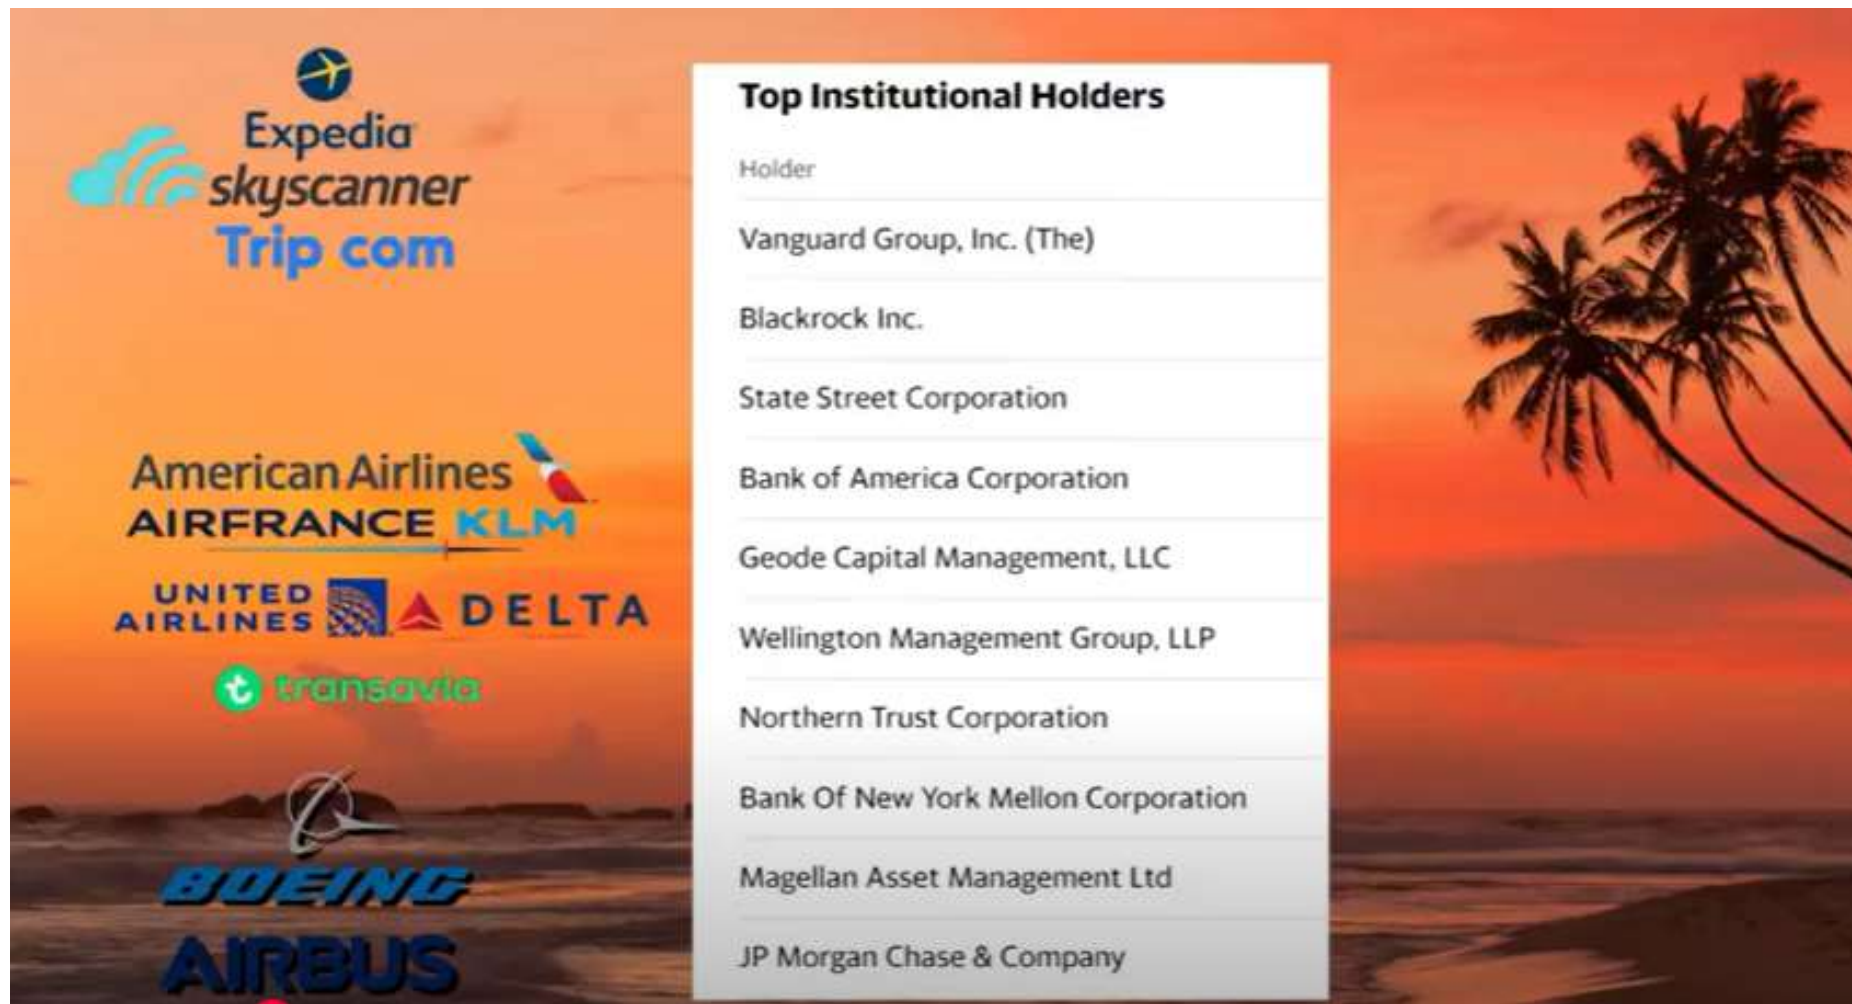 Expedia
skyscanner
Trip com
American Airlines
AIRFRANCE KLM
UNITED
AIRLINES
DELTA
transavia
BOEING
AIRBUS
Top Institutional Holders
Holder
Vanguard Group, Inc. (The)
Blackrock Inc.
State Street Corporation
Bank of America Corporation
Geode Capital Management, LLC
Wellington Management Group, LLP
Northern Trust Corporation
Bank Of New York Mellon Corporation
Magellan Asset Management Ltd
JP Morgan Chase & Company